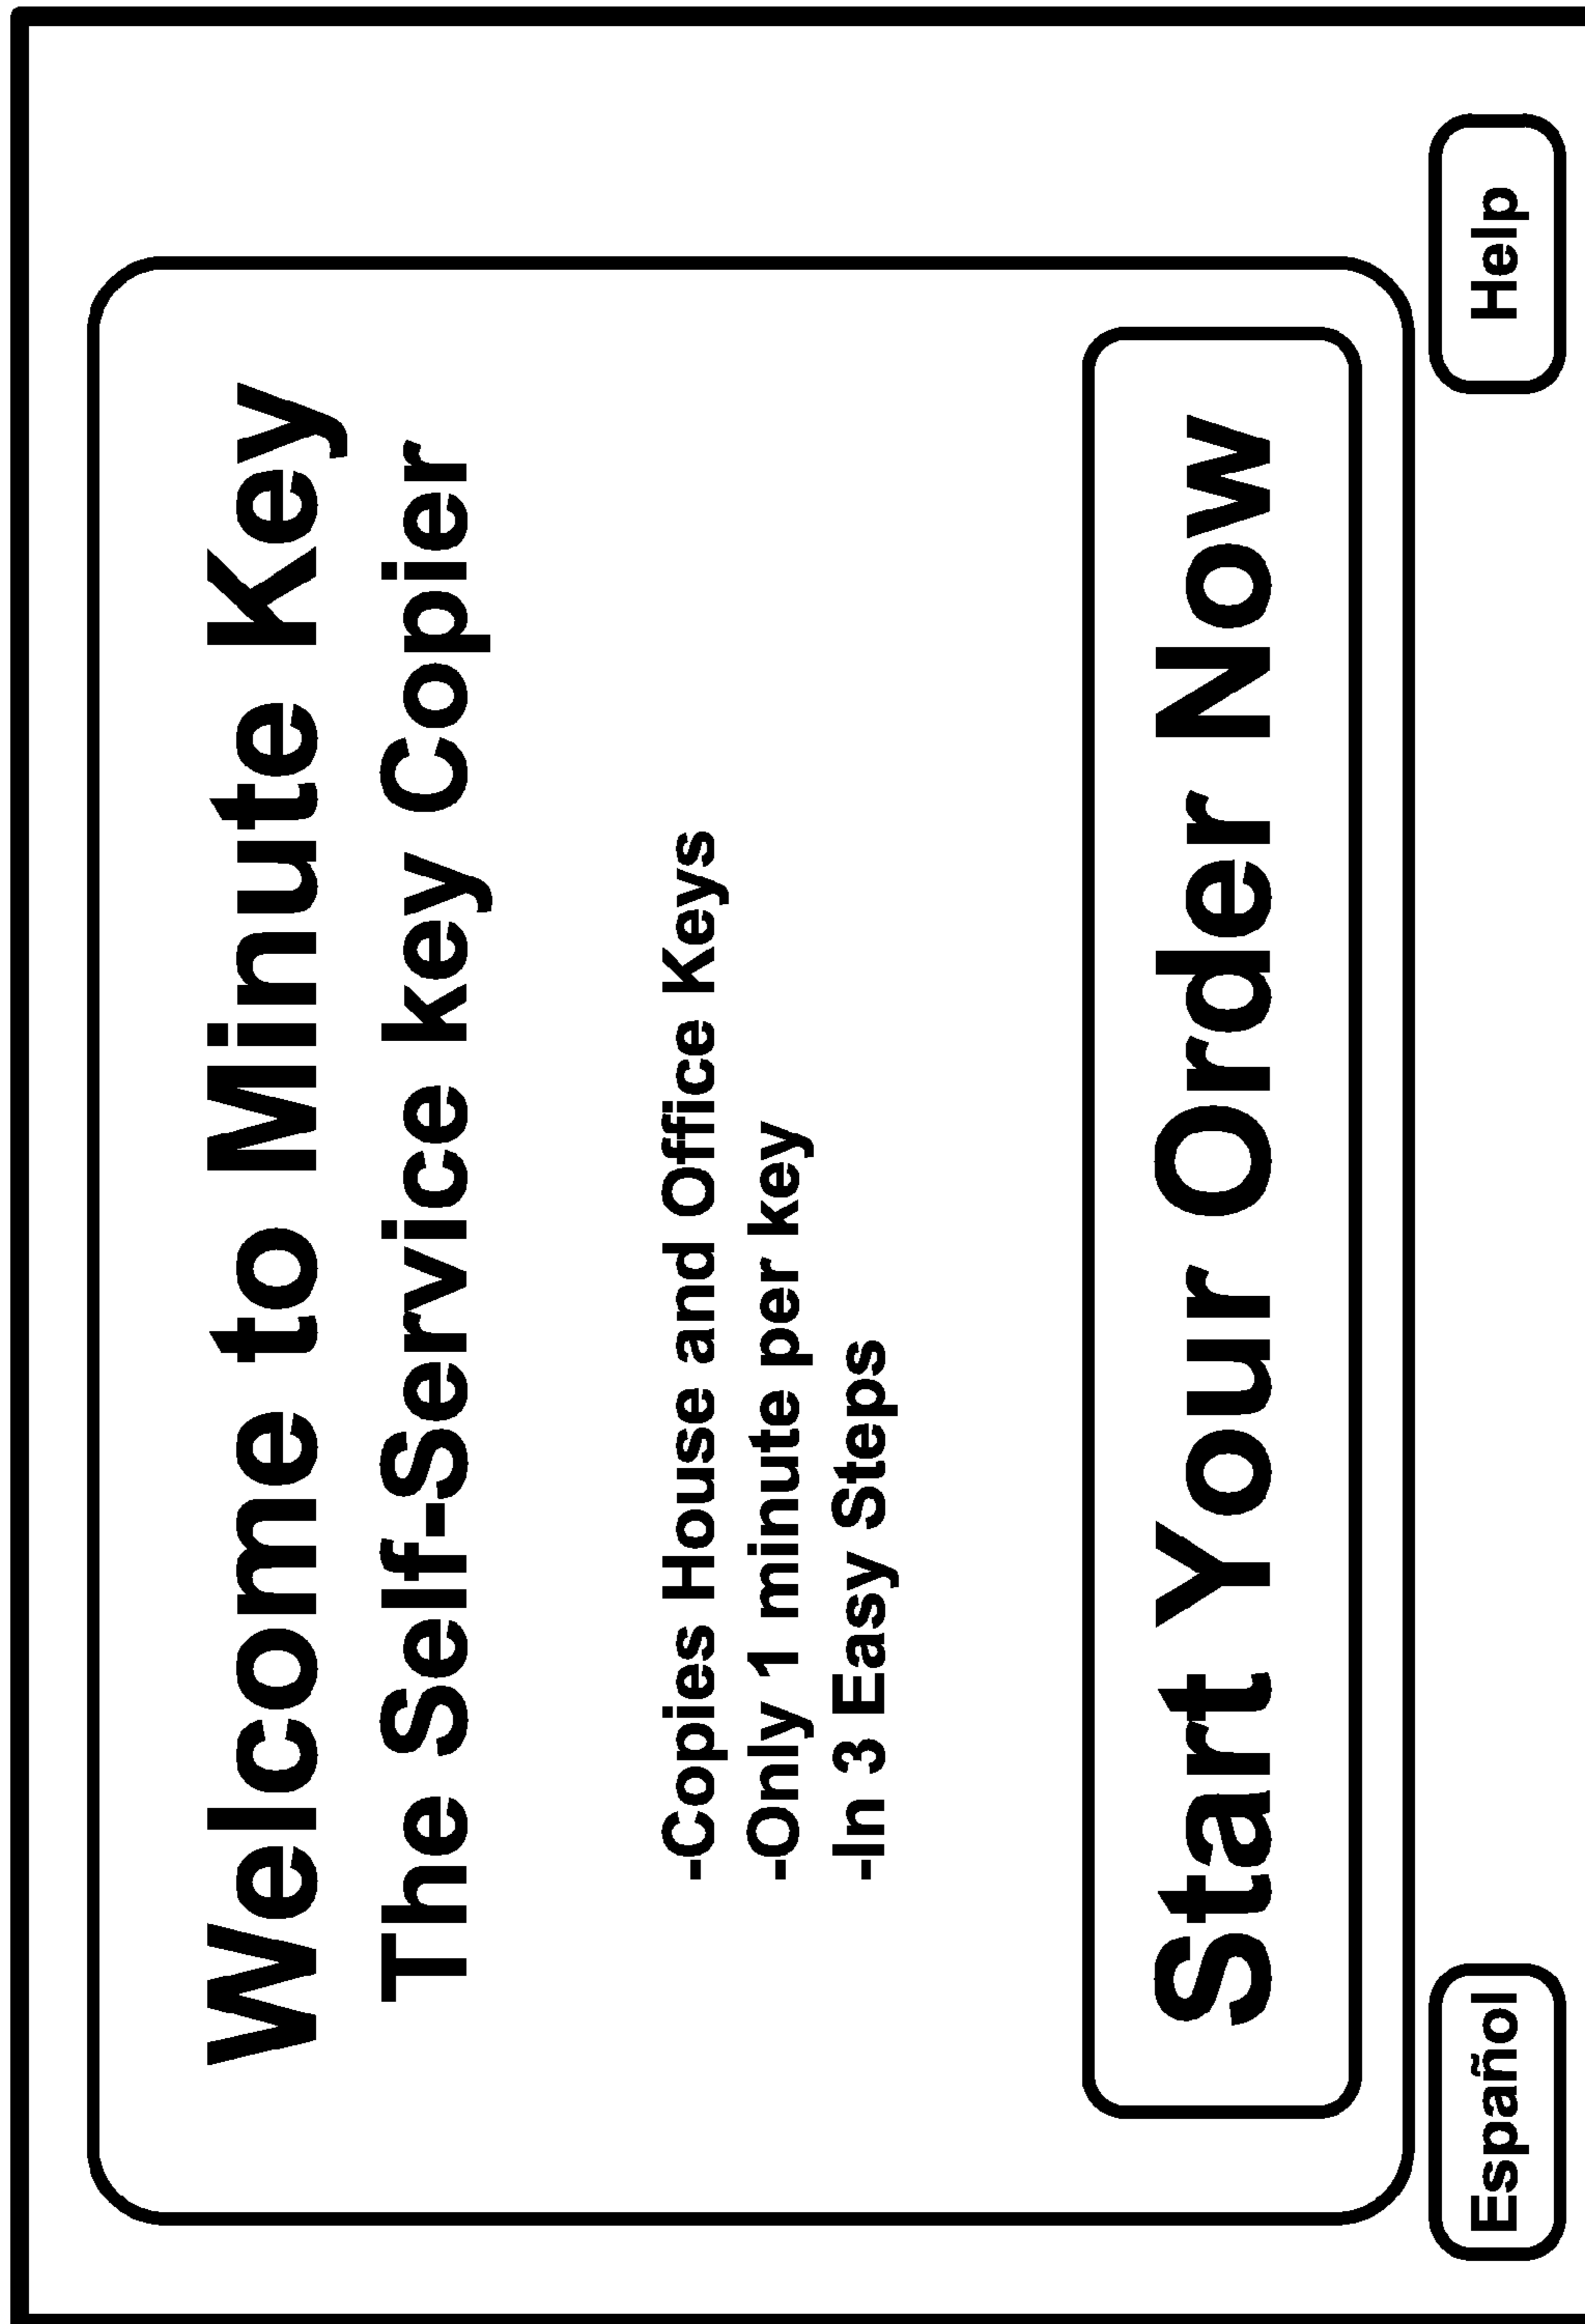 Welcome to Minute Key
The Self-Service key Copier
-Copies House and Office Keys
-Only 1 minute per key
-In 3 Easy Steps
Start Your Order Now
Español
Help